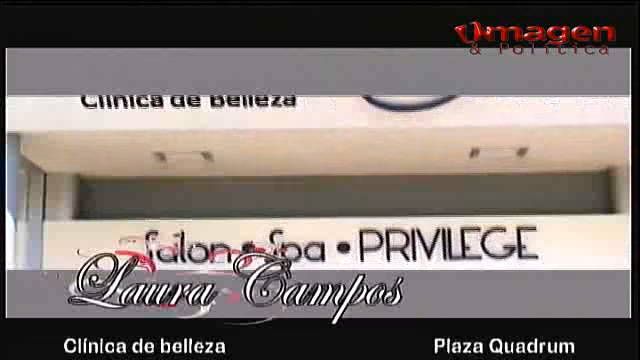 Imagen
& Política
Clínica de Belleza
Salon • Spa • PRIVILEGE
Laura Campos
Clínica de belleza
Plaza Quadrum